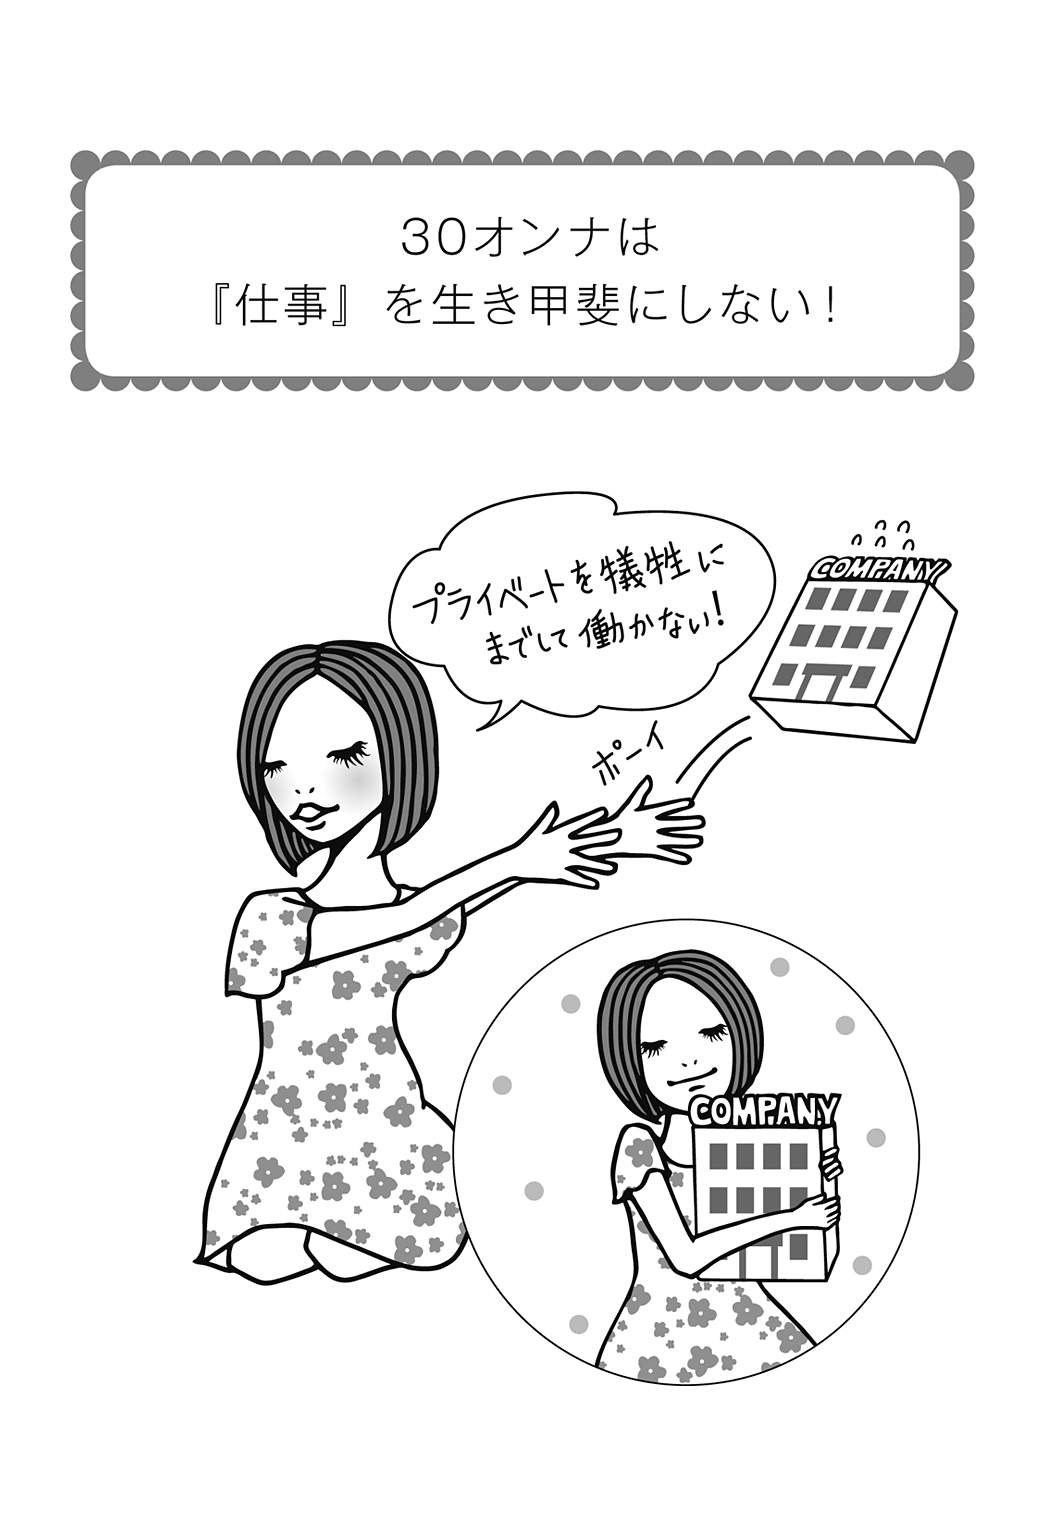 30オンナは
『仕事』を生き甲斐にしない！
プライベートを犠牲に
までして働かない！
COMPANY
ポーイ
COMPANY